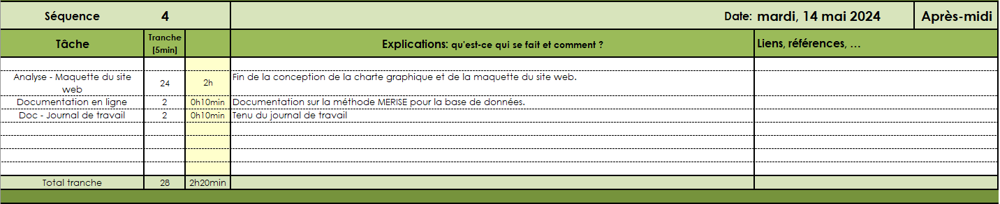 Séquence 4 Date: mardi, 14 mai 2024 Après-midi
Tâche Tranche [5min] Explications: qu'est-ce qui se fait et comment ? Liens, références, …
Analyse - Maquette du site web 24 2h Fin de la conception de la charte graphique et de la maquette du site web.
Documentation en ligne 2 0h10min Documentation sur la méthode MERISE pour la base de données.
Doc - Journal de travail 2 0h10min Tenu du journal de travail
Total tranche 28 2h20min